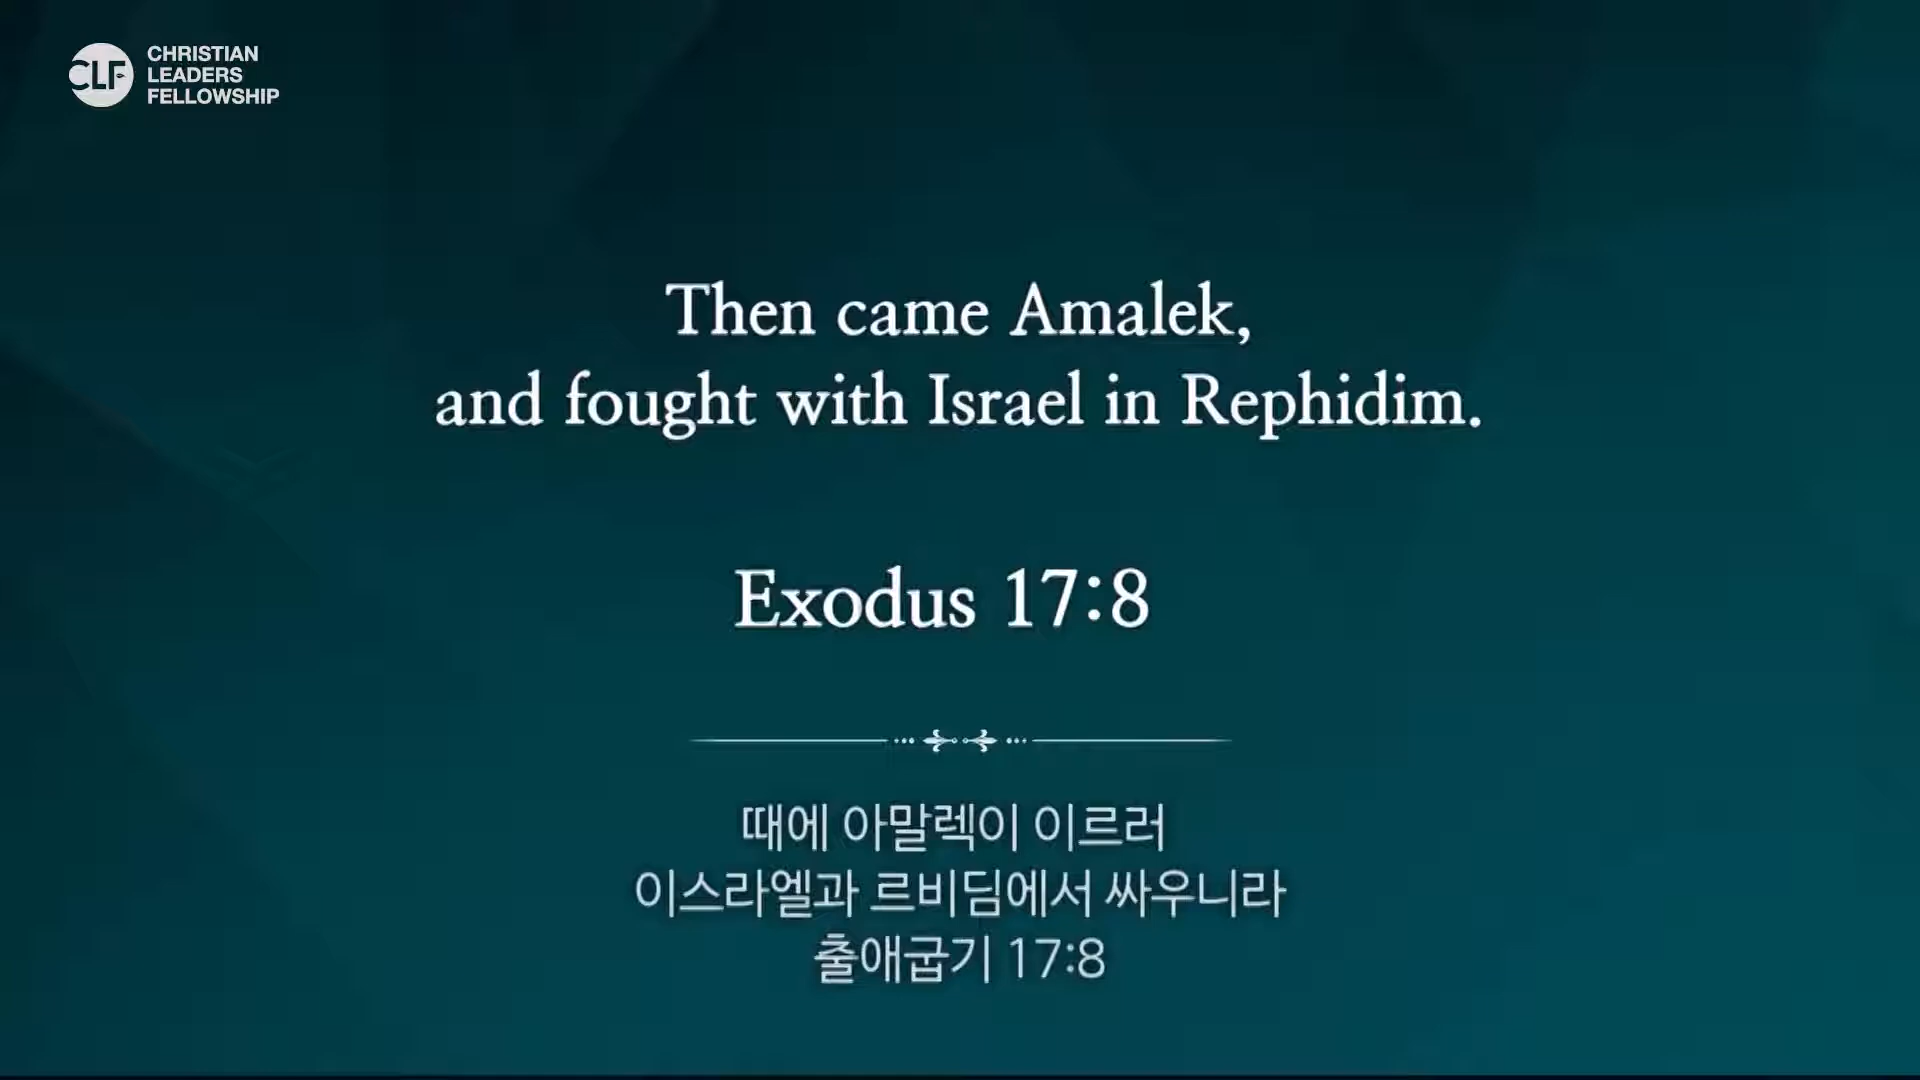 CLF
CHRISTIAN
LEADERS
FELLOWSHIP
Then came Amalek,
and fought with Israel in Rephidim.
Exodus 17:8
때에 아말렉이 이르러
이스라엘과 르비딤에서 싸우니라
출애굽기 17:8